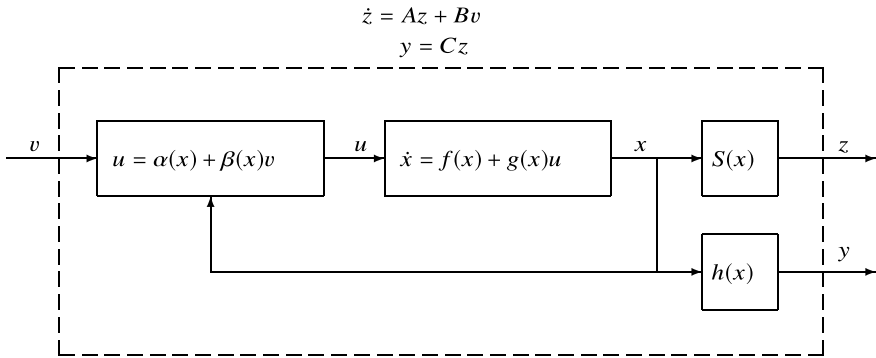 ż = Az + Bv
y = Cz
v
u = α(x) + β(x)v
u
ẋ = f(x) + g(x)u
x
S(x)
z
h(x)
y